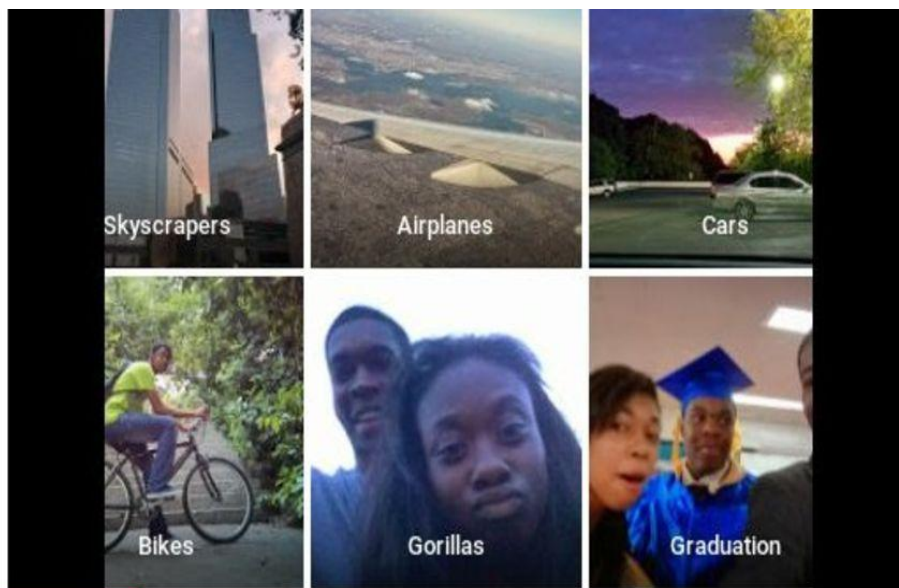 Skyscrapers
Airplanes
Cars
Bikes
Gorillas
Graduation